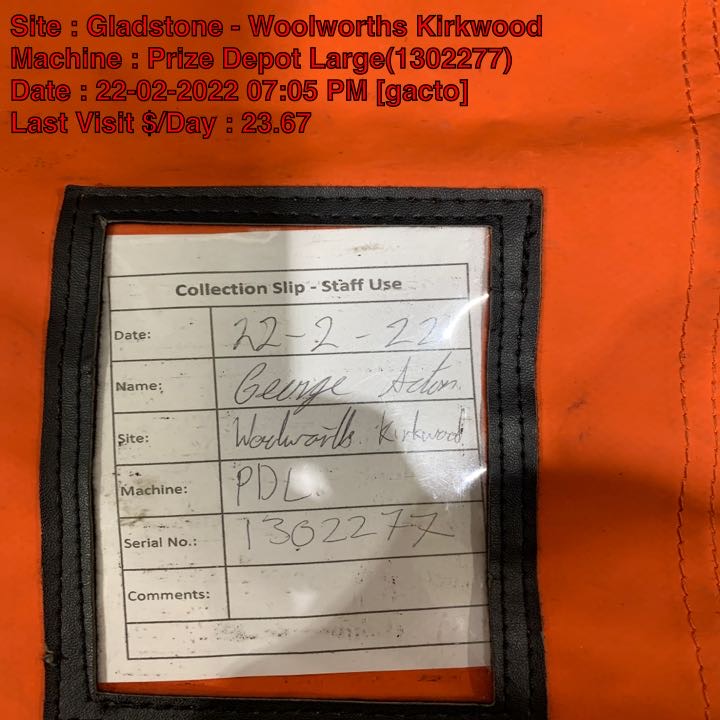 Site : Gladstone - Woolworths Kirkwood
Machine : Prize Depot Large(1302277)
Date : 22-02-2022 07:05 PM [gacto]
Last Visit $/Day : 23.67
Collection Slip - Staff Use
Date: 22-2-22
Name: George Acton
Site: Woolworths Kirkwood
Machine: PDL
Serial No.: 1302277
Comments: